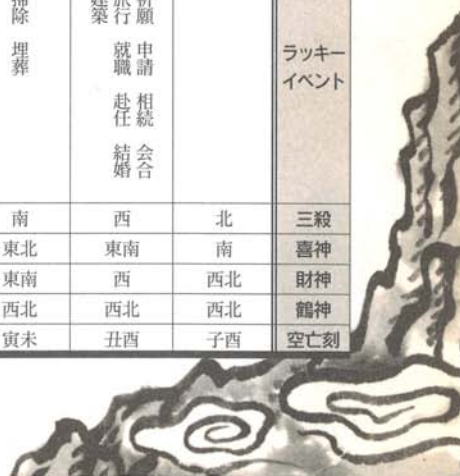 ラッキー
イベント
祈願 申請 相続 会合
旅行 就職 赴任 結婚
建築
掃除 埋葬
南 西 北 三殺
東北 東南 南 喜神
東南 西 西北 財神
西北 西北 西北 鶴神
寅未 丑酉 子酉 空亡刻